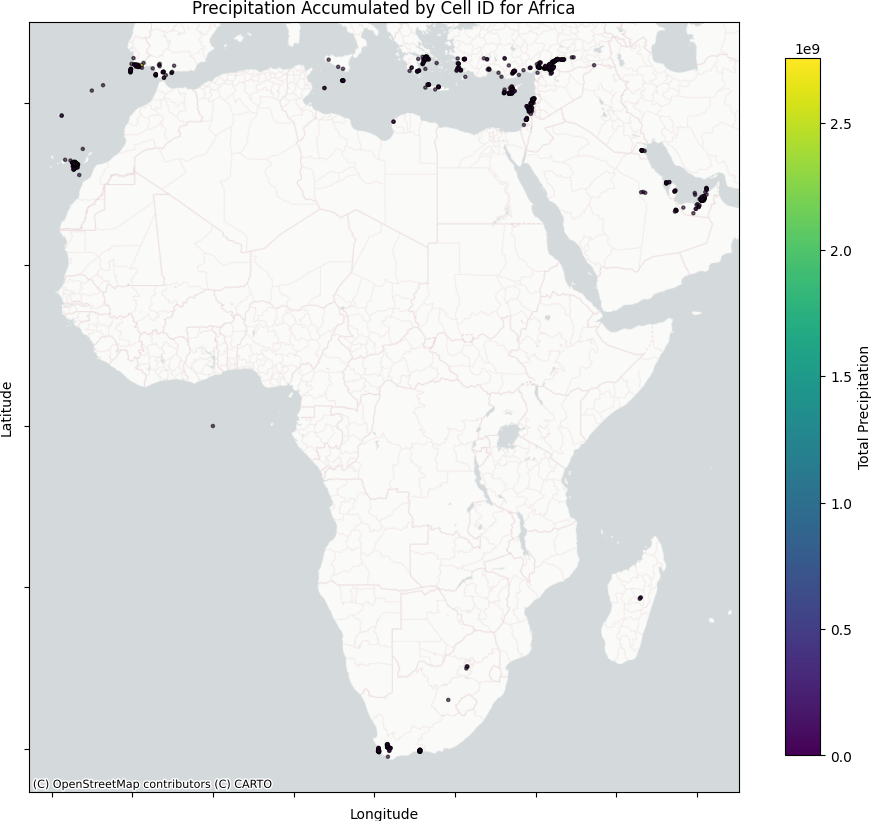 Precipitation Accumulated by Cell ID for Africa
1e9
2.5
2.0
1.5
1.0
0.5
0.0
Total Precipitation
Latitude
(C) OpenStreetMap contributors (C) CARTO
Longitude